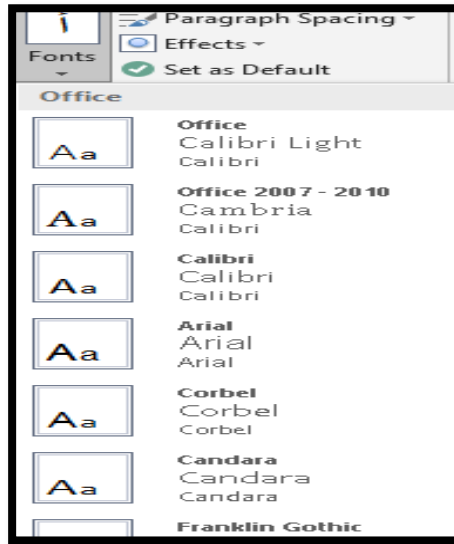 Paragraph Spacing
Effects
Fonts
Set as Default
Office
Aa
Office
Calibri Light
Calibri
Aa
Office 2007 - 2010
Cambria
Calibri
Aa
Calibri
Calibri
Calibri
Aa
Arial
Arial
Arial
Aa
Corbel
Corbel
Corbel
Aa
Candara
Candara
Candara
Franklin Gothic